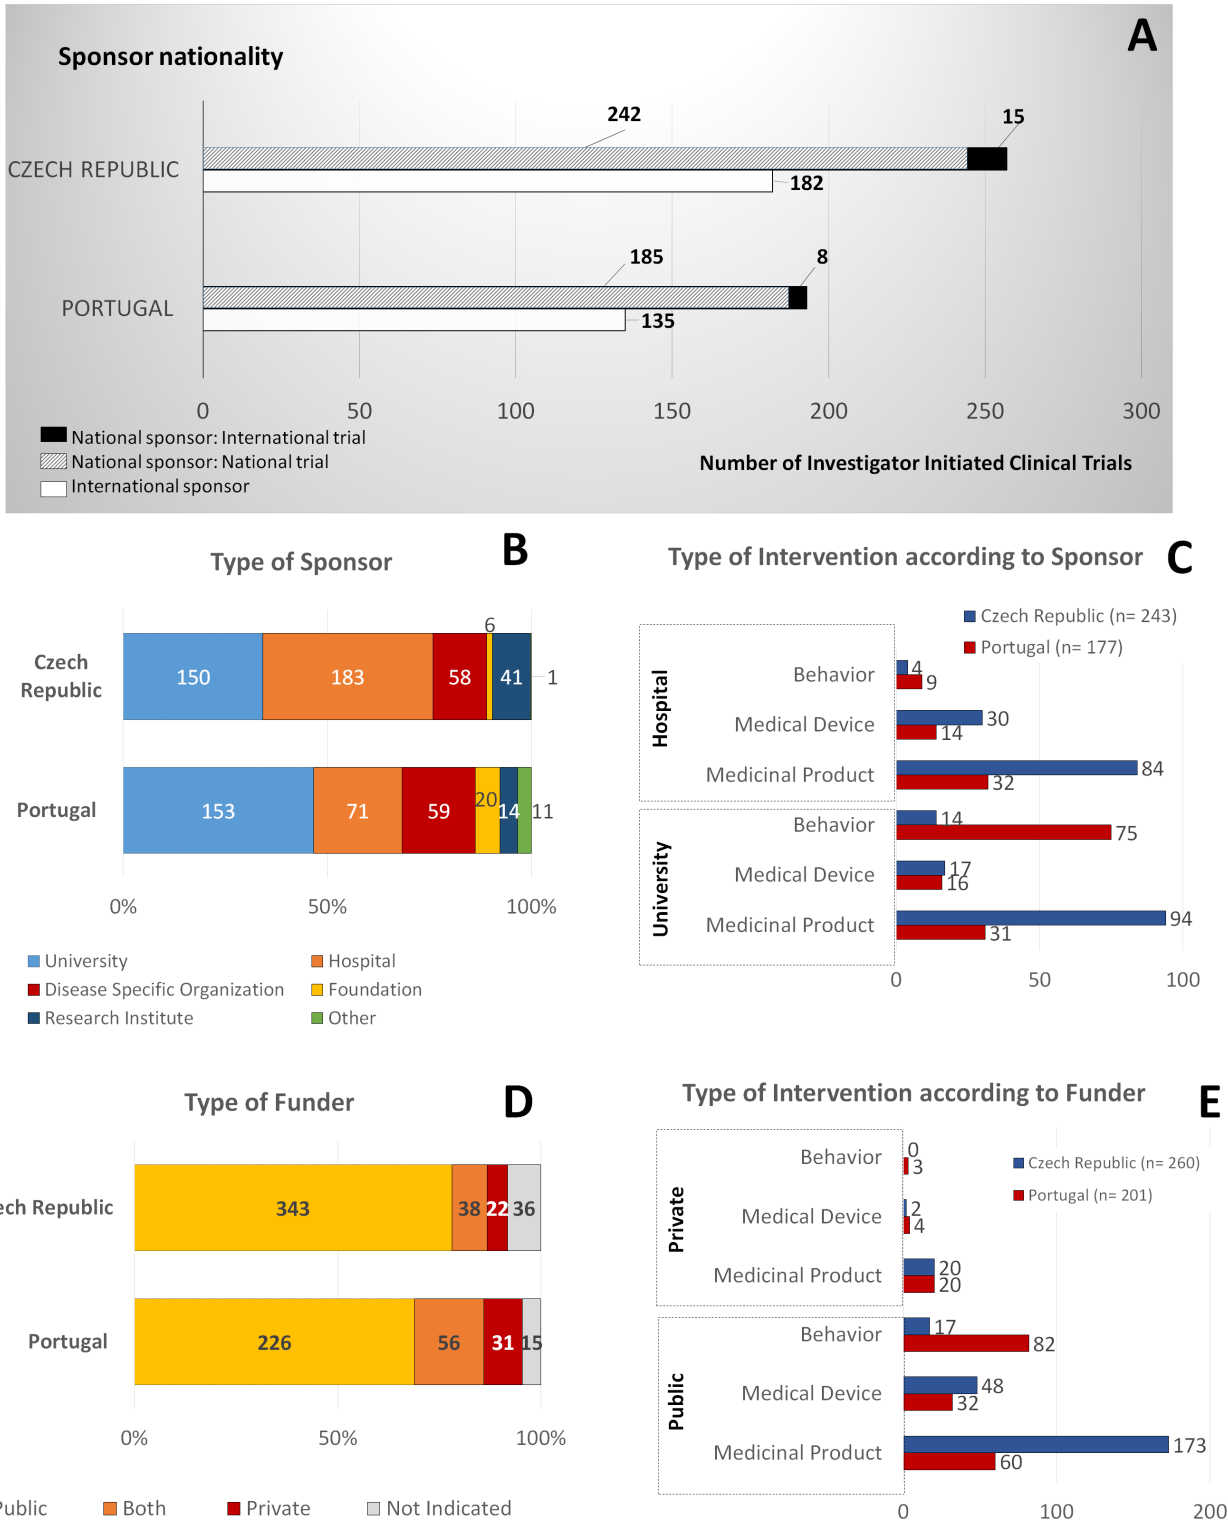 A
Sponsor nationality
242
15
CZECH REPUBLIC
182
185
8
PORTUGAL
135
0 50 100 150 200 250 300
National sponsor: International trial
National sponsor: National trial
International sponsor
Number of Investigator Initiated Clinical Trials
B
Type of Sponsor
6
Czech
Republic
150 183 58 41 1
Portugal
153 71 59 20 14 11
0% 50% 100%
University
Hospital
Disease Specific Organization
Foundation
Research Institute
Other
Type of Intervention according to Sponsor
C
Czech Republic (n= 243)
Portugal (n= 177)
Hospital
Behavior
4
9
Medical Device
30
14
Medicinal Product
84
32
University
Behavior
14
75
Medical Device
17
16
Medicinal Product
94
31
0 50 100
Type of Funder
D
ech Republic
343 38 22 36
Portugal
226 56 31 15
0% 50% 100%
Public
Both
Private
Not Indicated
Type of Intervention according to Funder
E
Czech Republic (n= 260)
Portugal (n= 201)
Private
Behavior
0
3
Medical Device
2
4
Medicinal Product
20
20
Public
Behavior
17
82
Medical Device
48
32
Medicinal Product
173
60
0 100 200